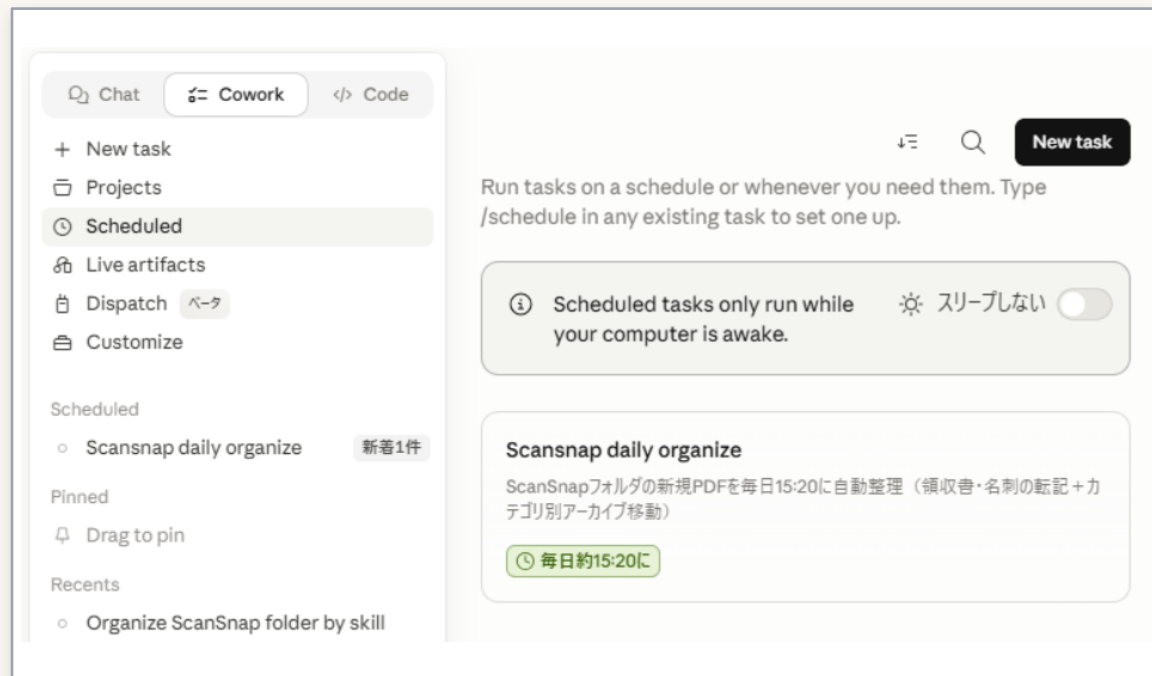 Chat
Cowork
Code
New task
Projects
Scheduled
Live artifacts
Dispatch ベータ
Customize
Scheduled
Scansnap daily organize 新着1件
Pinned
Drag to pin
Recents
Organize ScanSnap folder by skill
New task
Run tasks on a schedule or whenever you need them. Type
/schedule in any existing task to set one up.
Scheduled tasks only run while
your computer is awake.
スリープしない
Scansnap daily organize
ScanSnapフォルダの新規PDFを毎日15:20に自動整理（領収書・名刺の転記＋カ
テゴリ別アーカイブ移動）
毎日約15:20に